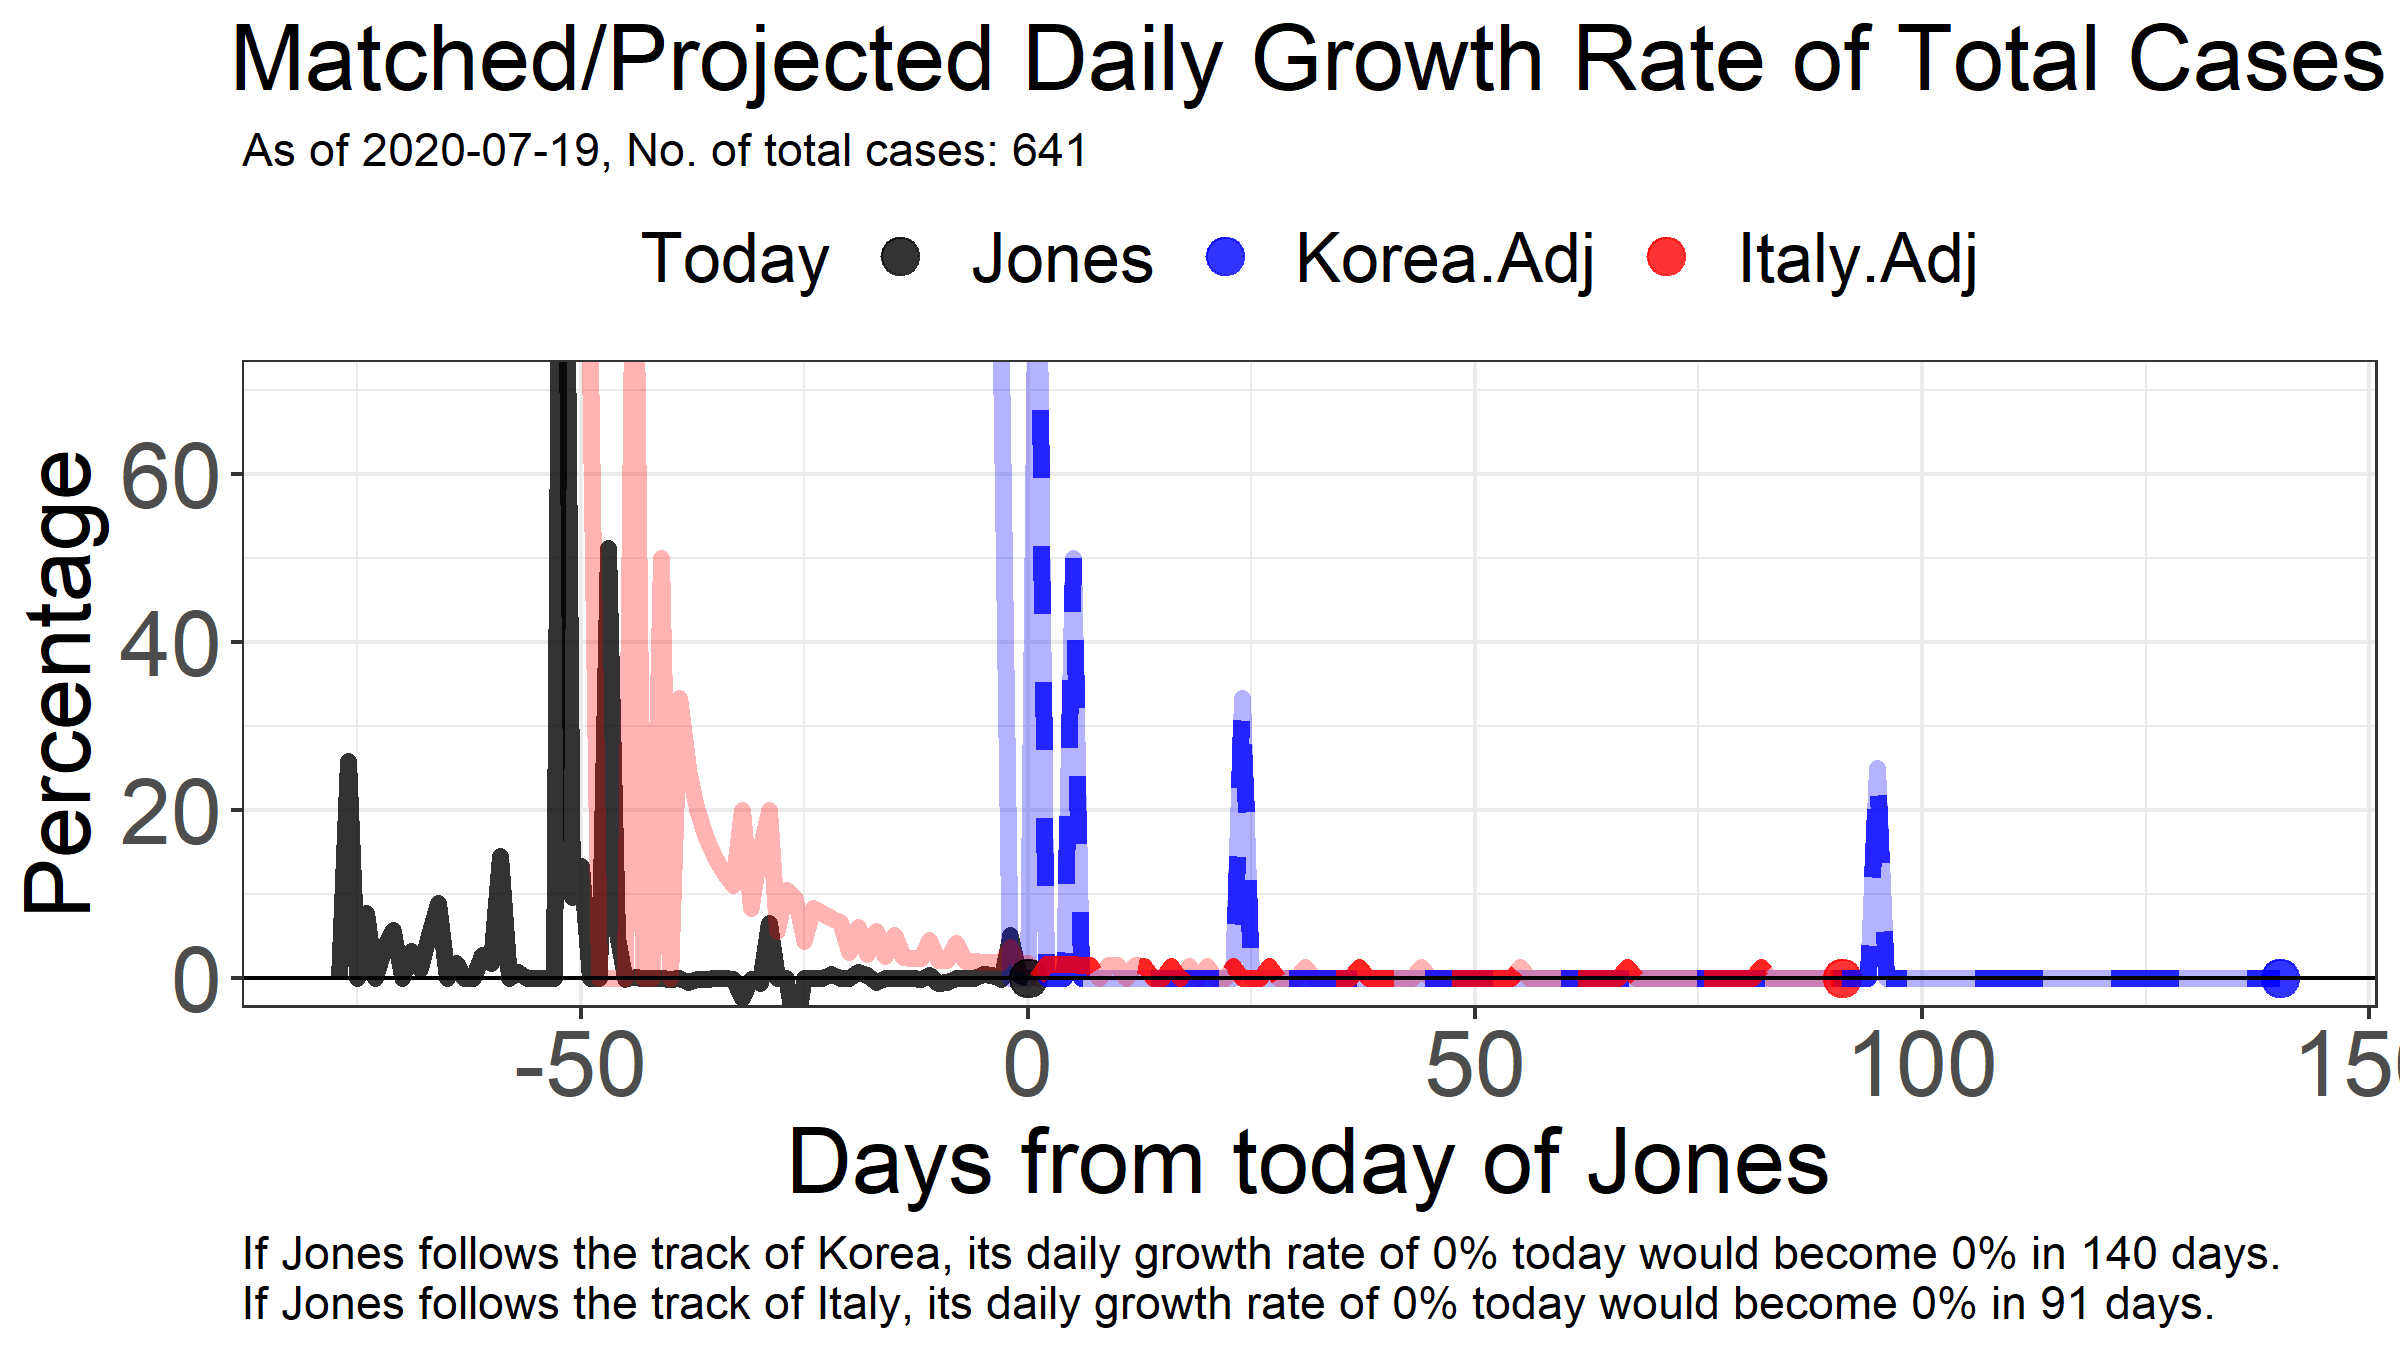 Matched/Projected Daily Growth Rate of Total Cases
As of 2020-07-19, No. of total cases: 641
Today Jones Korea.Adj Italy.Adj
Percentage
60
40
20
0
-50 0 50 100 150
Days from today of Jones
If Jones follows the track of Korea, its daily growth rate of 0% today would become 0% in 140 days.
If Jones follows the track of Italy, its daily growth rate of 0% today would become 0% in 91 days.